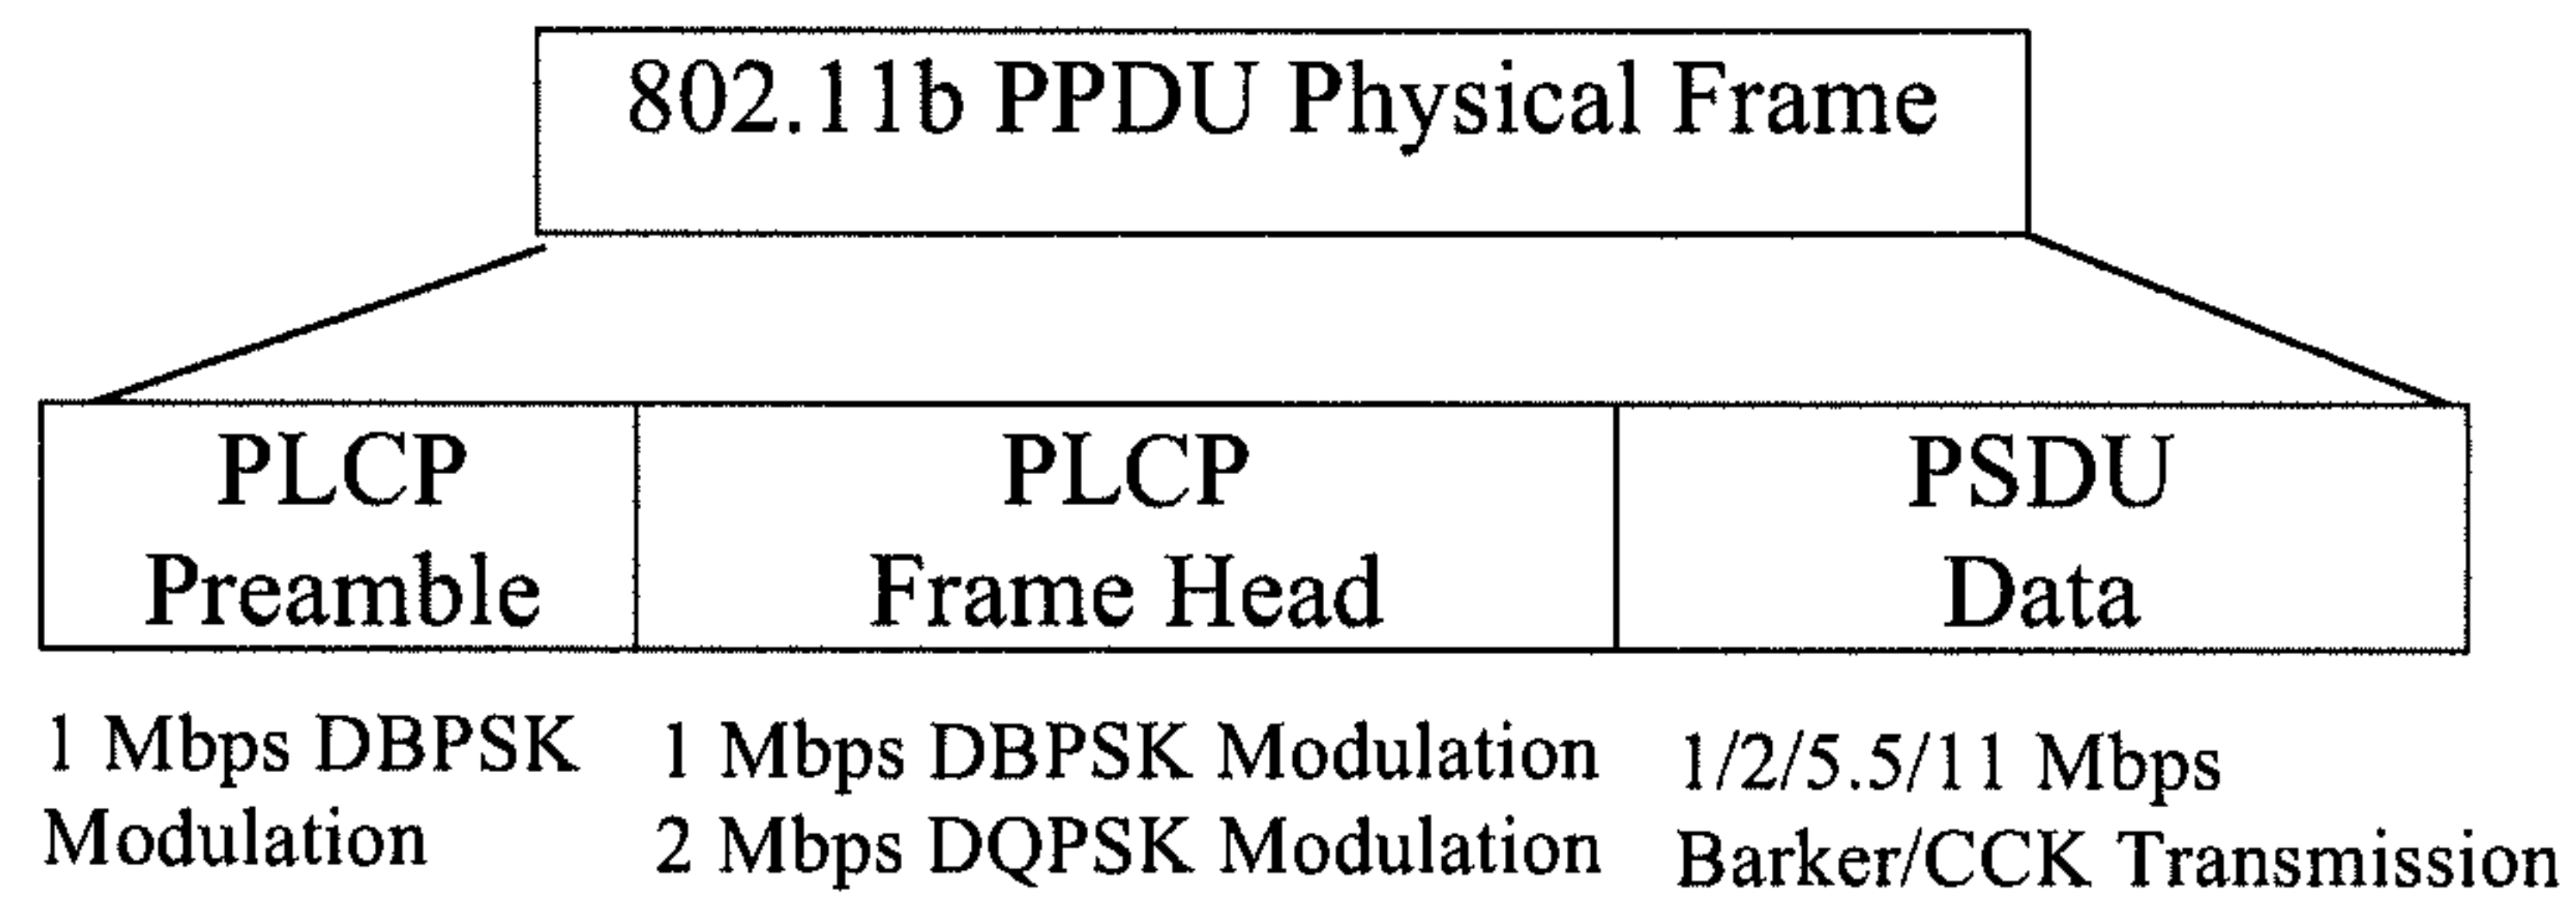 802.11b PPDU Physical Frame
PLCP
Preamble
PLCP
Frame Head
PSDU
Data
1 Mbps DBPSK
Modulation
1 Mbps DBPSK Modulation
2 Mbps DQPSK Modulation
1/2/5.5/11 Mbps
Barker/CCK Transmission